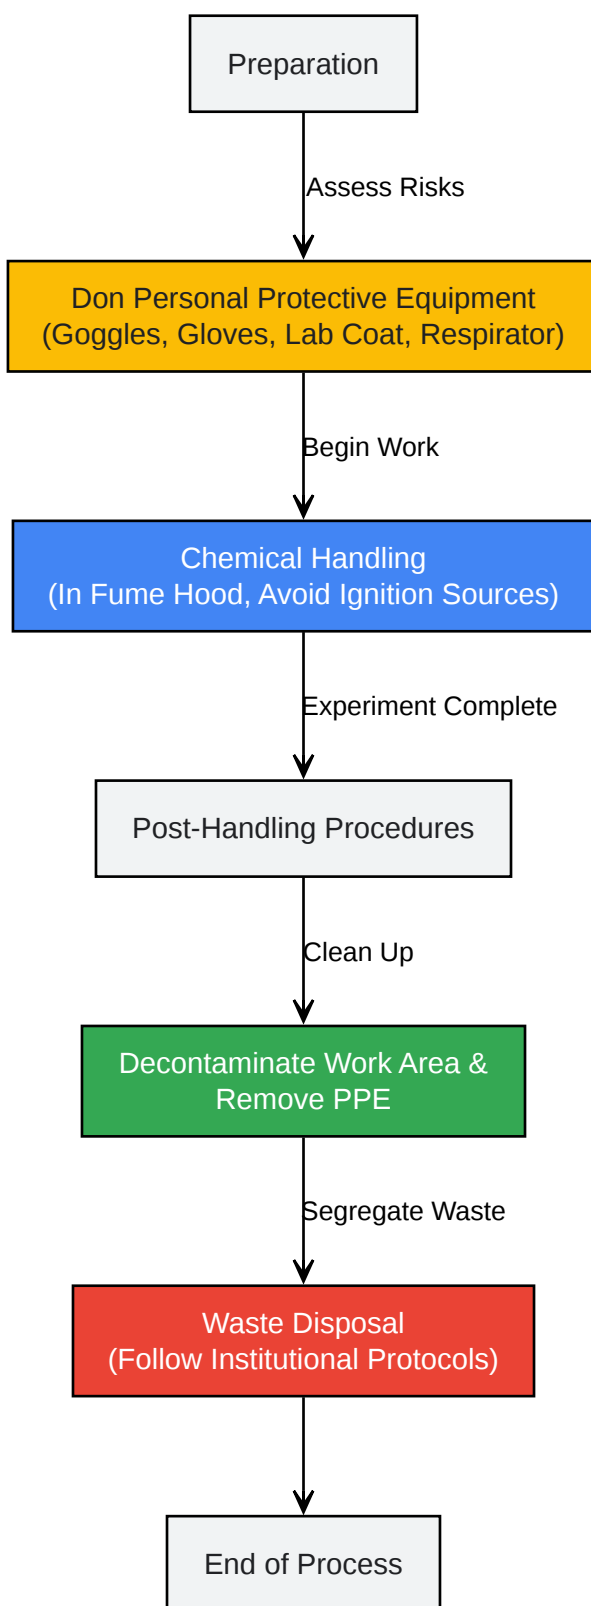 Preparation
Assess Risks
Don Personal Protective Equipment
(Goggles, Gloves, Lab Coat, Respirator)
Begin Work
Chemical Handling
(In Fume Hood, Avoid Ignition Sources)
Experiment Complete
Post-Handling Procedures
Clean Up
Decontaminate Work Area &
Remove PPE
Segregate Waste
Waste Disposal
(Follow Institutional Protocols)
End of Process